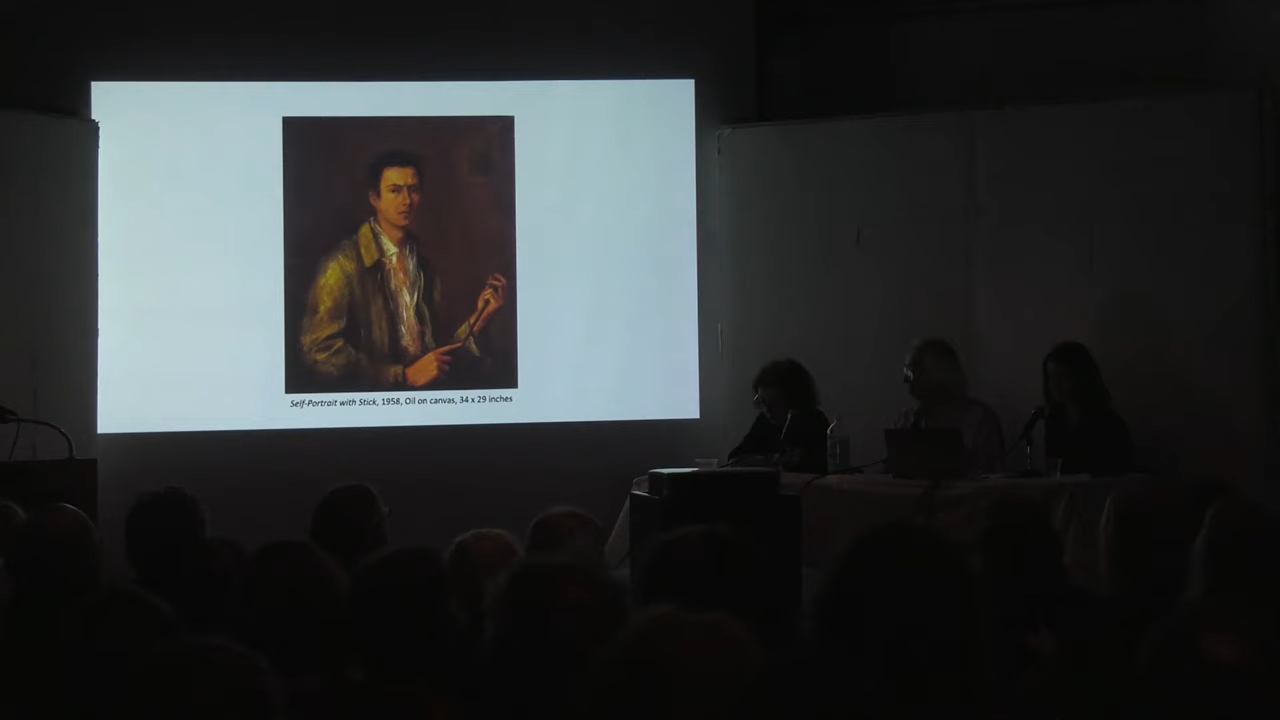 Self-Portrait with Stick, 1958, Oil on canvas, 34 x 29 inches